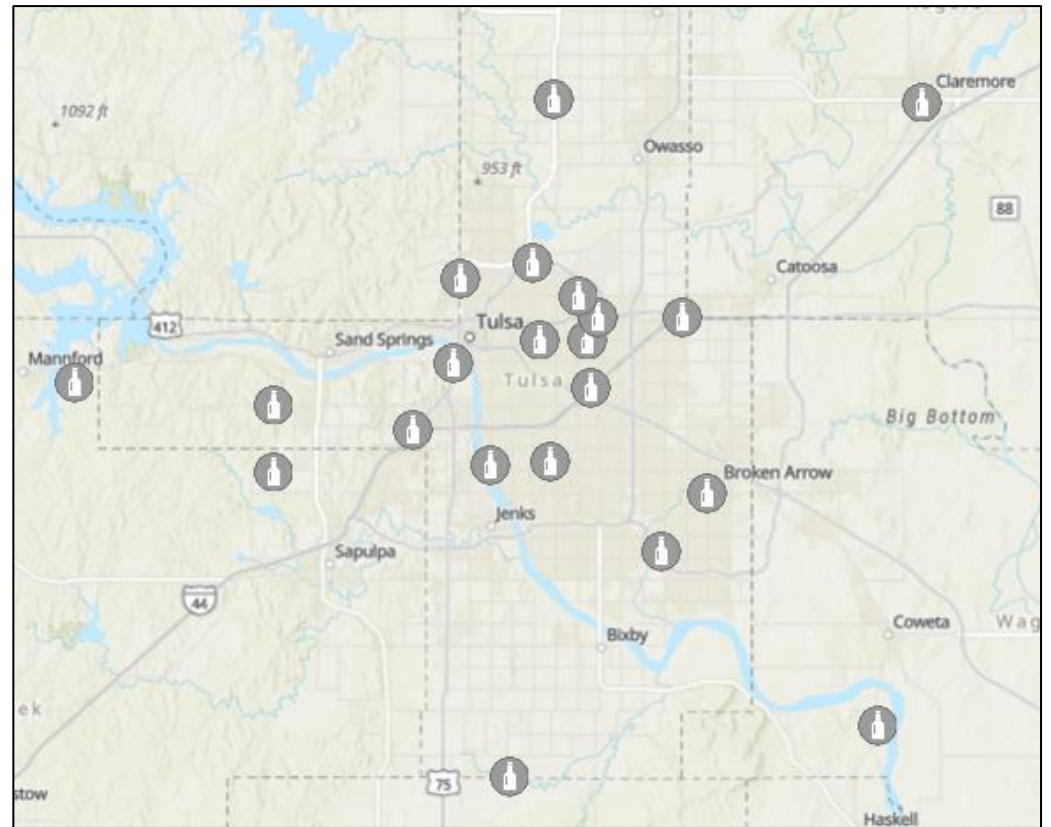 Claremore
1092 ft
Owasso
953 ft
88
Catoosa
412
Tulsa
Sand Springs
Mannford
Tulsa
Big Bottom
Broken Arrow
Jenks
Sapulpa
44
Coweta
Wag
Bixby
ek
75
stow
Haskell